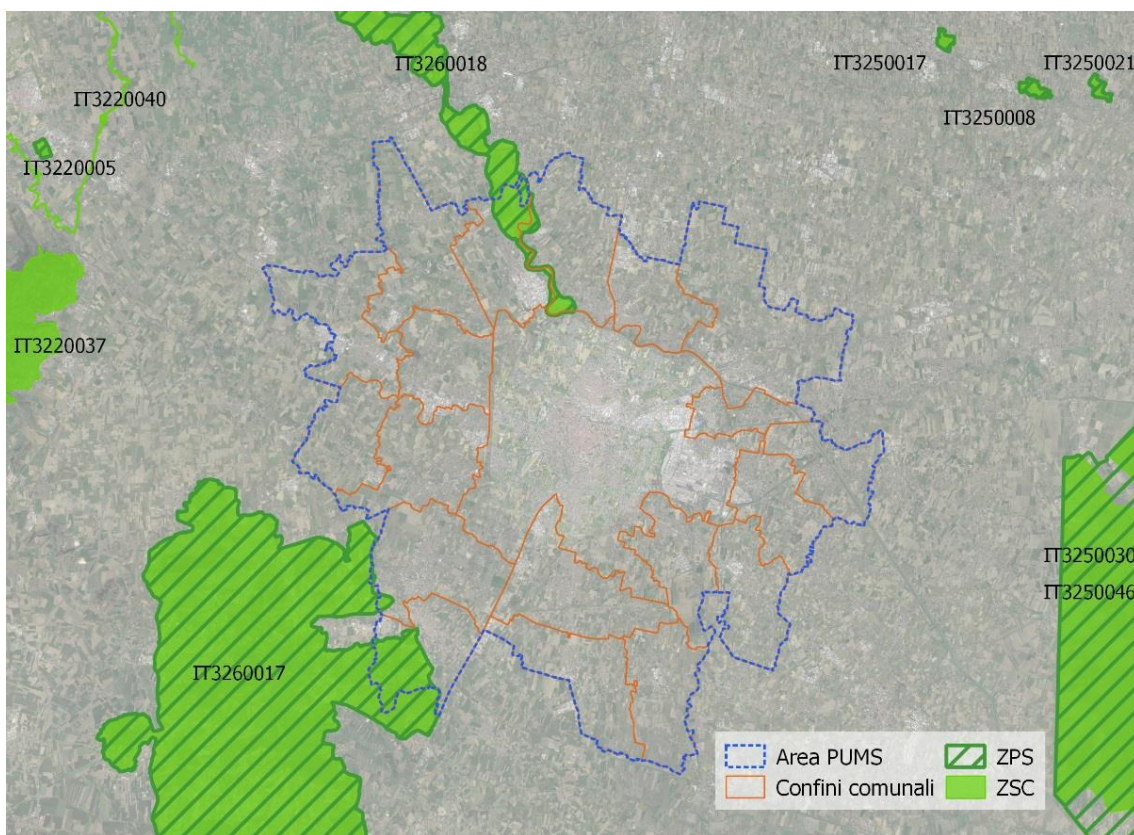 IT3260018
IT3250017
IT3250021
IT3220040
IT3250008
IT3220005
IT3220037
IT3250030
IT3250046
IT3260017
Area PUMS
ZPS
Confini comunali
ZSC